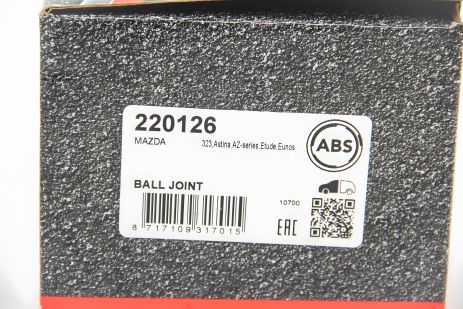 220126
MAZDA 323,Astina,AZ-series,Etude,Eunos
ABS
BALL JOINT
10700
8 717109 317015
EAC